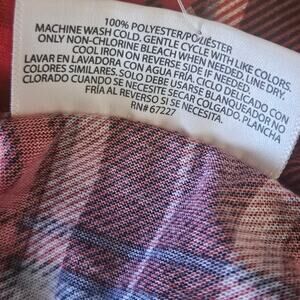 100% POLYESTER/POLIÉSTER
MACHINE WASH COLD. GENTLE CYCLE WITH LIKE COLORS.
ONLY NON-CHLORINE BLEACH WHEN NEEDED. LINE DRY.
COOL IRON ON REVERSE SIDE IF NEEDED.
LAVAR EN LAVADORA CON AGUA FRÍA. CICLO DELICADO CON
COLORES SIMILARES. SOLO DEBE USARSE BLANQUEADOR NO
CLORADO CUANDO SE NECESITE SECAR COLGADO. PLANCHA
FRÍA AL REVERSO SI SE NECESITA.
RN# 67227